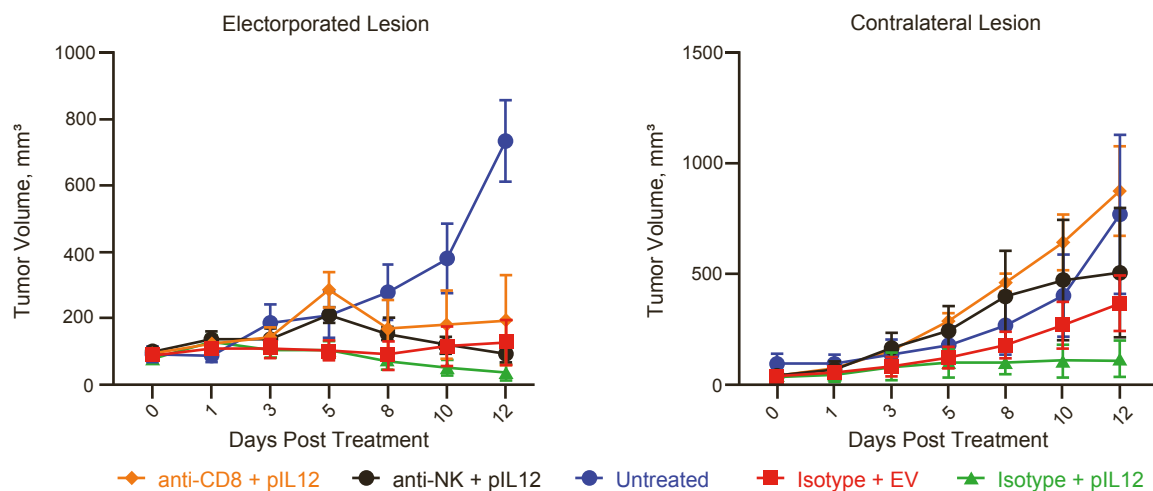 Electorporated Lesion
Contralateral Lesion
Tumor Volume, mm³
1000
800
600
400
200
0
0 1 3 5 8 10 12
Days Post Treatment
Tumor Volume, mm³
1500
1000
500
0
0 1 3 5 8 10 12
Days Post Treatment
anti-CD8 + pIL12 anti-NK + pIL12 Untreated Isotype + EV Isotype + pIL12